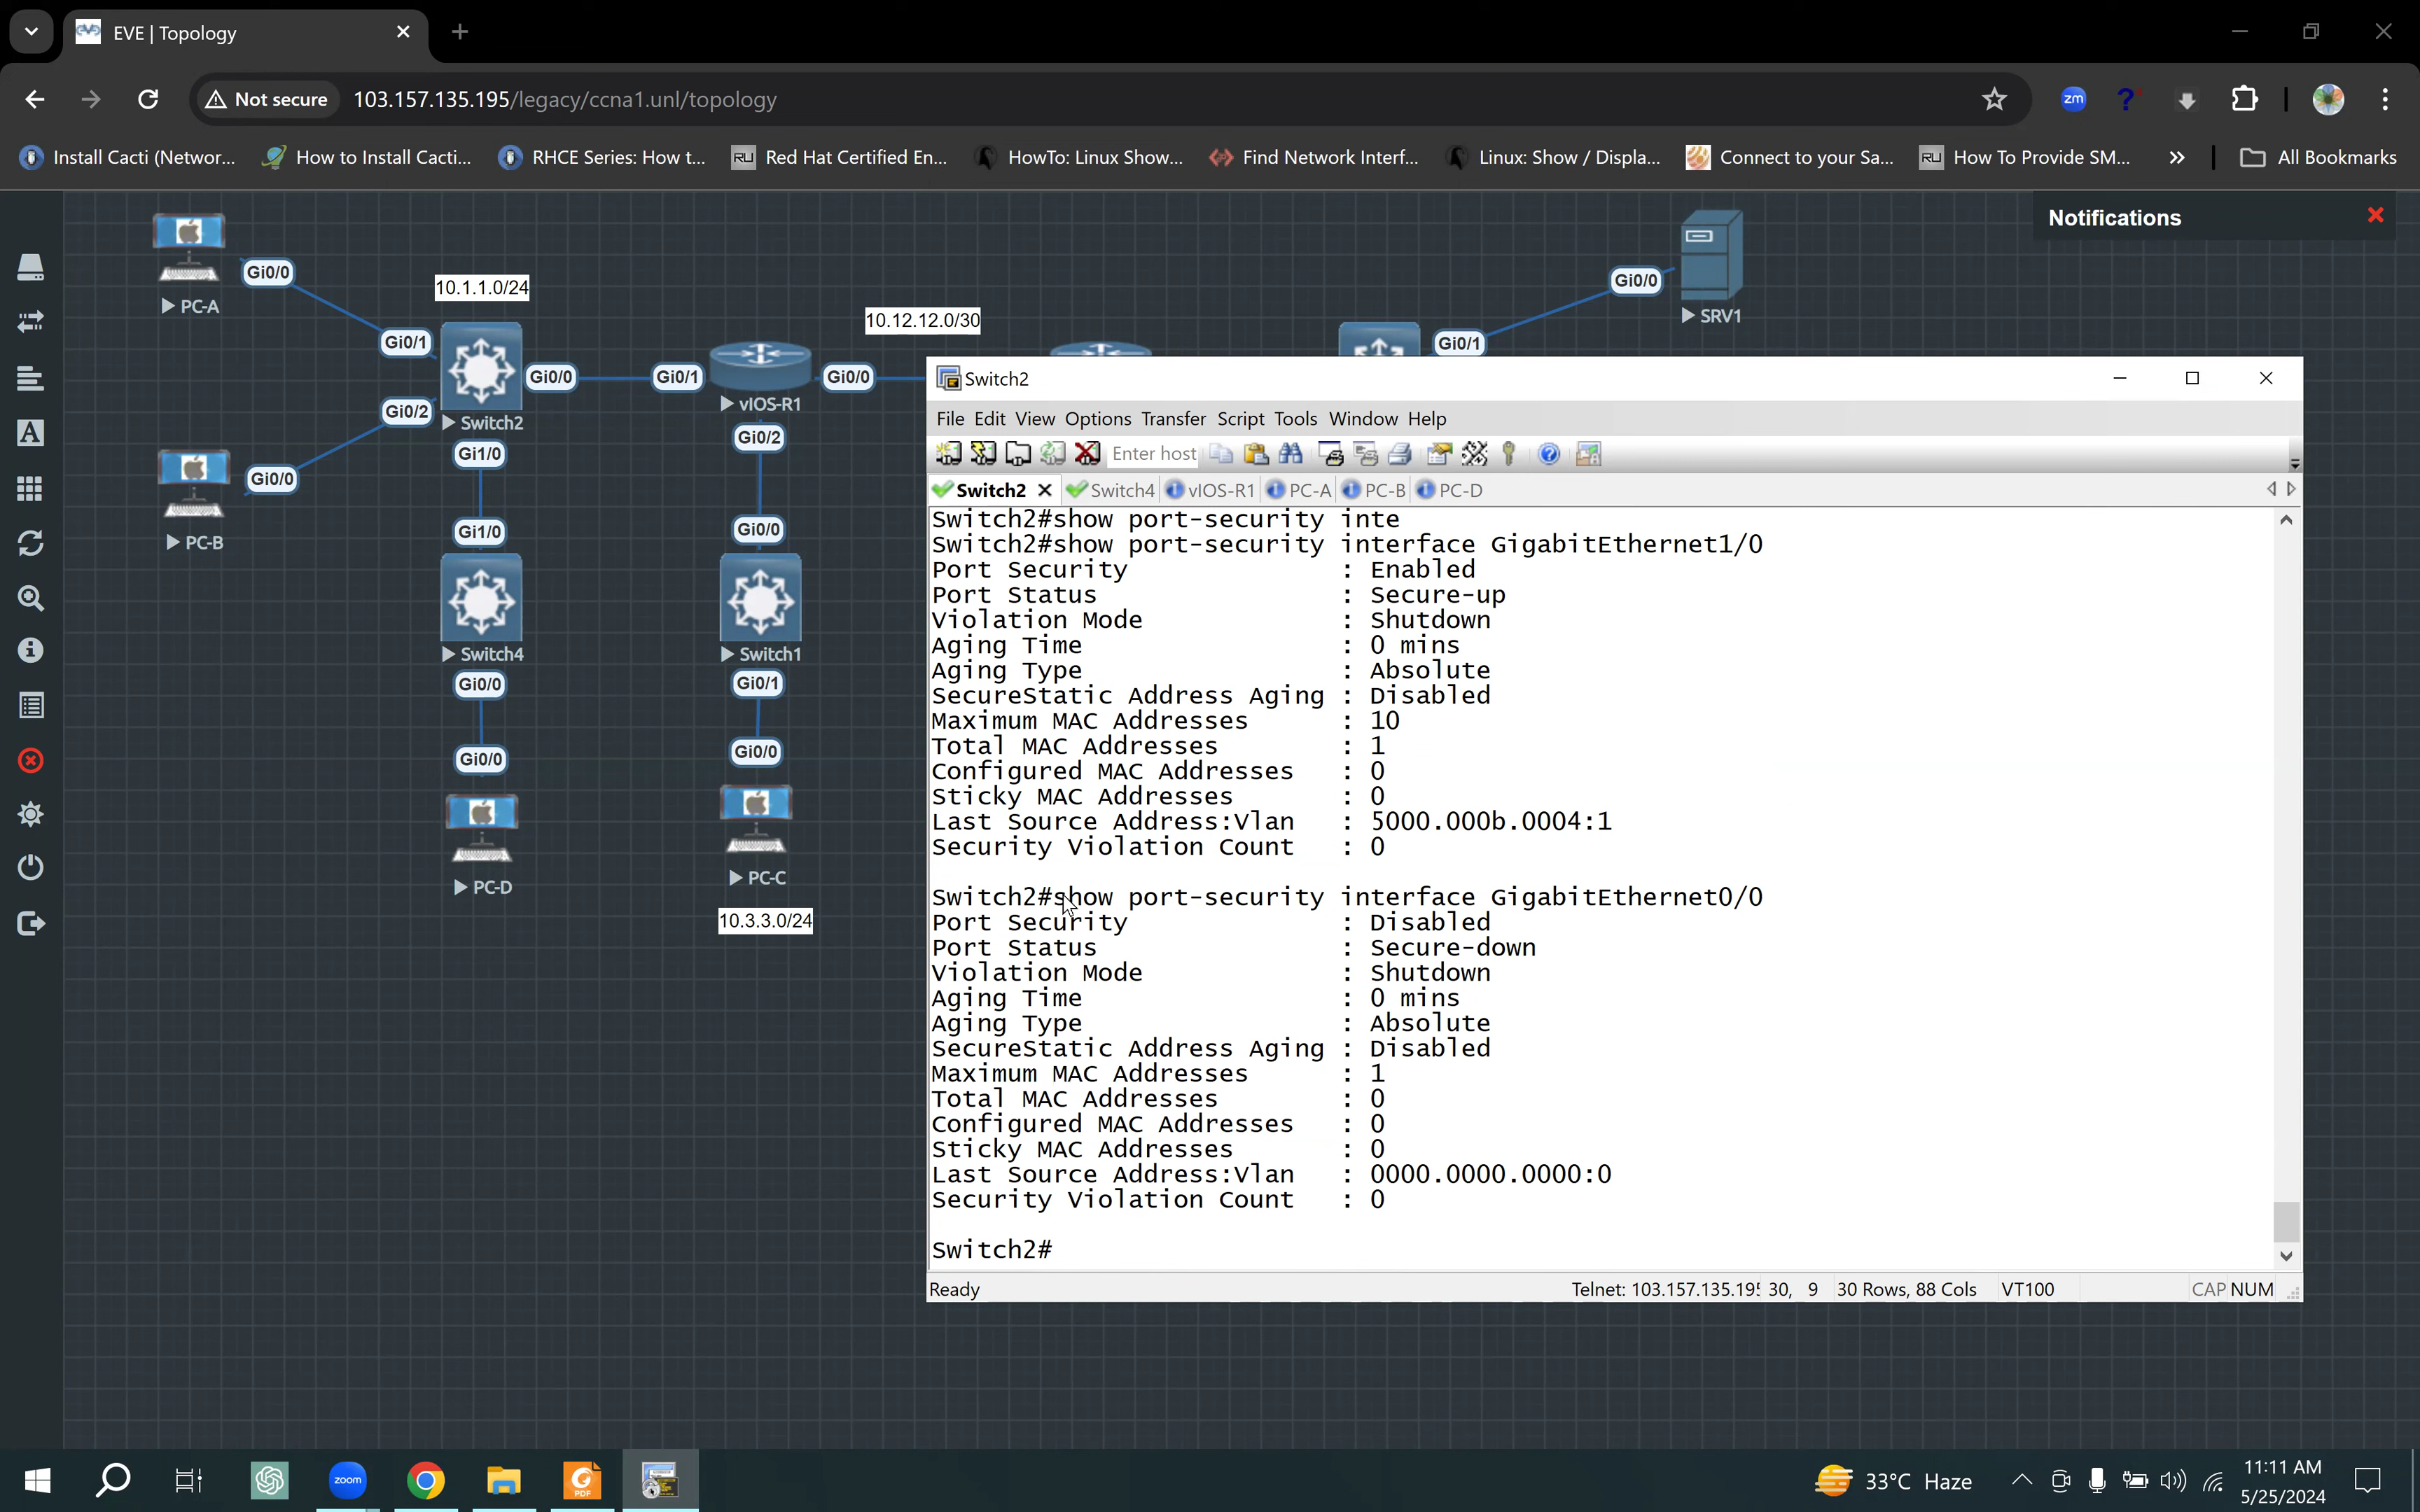 EVE | Topology
Not secure
103.157.135.195/legacy/ccna1.unl/topology
zm
Install Cacti (Networ...
How to Install Cacti...
RHCE Series: How t...
RU
Red Hat Certified En...
HowTo: Linux Show...
Find Network Interf...
Linux: Show / Displa...
Connect to your Sa...
RU
How To Provide SM...
All Bookmarks
Notifications
Gi0/0
PC-A
10.1.1.0/24
Gi0/1
Gi0/0
Gi0/2
Switch2
Gi0/0
PC-B
10.12.12.0/30
Gi0/1
Gi0/0
vIOS-R1
Gi0/2
Gi0/1
Gi0/0
SRV1
Gi1/0
Gi1/0
Switch4
Gi0/0
Gi0/0
PC-D
Gi0/0
Switch1
Gi0/1
Gi0/0
PC-C
10.3.3.0/24
Switch2
File Edit View Options Transfer Script Tools Window Help
Enter host
Switch2
Switch4
vIOS-R1
PC-A
PC-B
PC-D
Switch2#show port-security inte
Switch2#show port-security interface GigabitEthernet1/0
Port Security : Enabled
Port Status : Secure-up
Violation Mode : Shutdown
Aging Time : 0 mins
Aging Type : Absolute
SecureStatic Address Aging : Disabled
Maximum MAC Addresses : 10
Total MAC Addresses : 1
Configured MAC Addresses : 0
Sticky MAC Addresses : 0
Last Source Address:Vlan : 5000.000b.0004:1
Security Violation Count : 0
Switch2#show port-security interface GigabitEthernet0/0
Port Security : Disabled
Port Status : Secure-down
Violation Mode : Shutdown
Aging Time : 0 mins
Aging Type : Absolute
SecureStatic Address Aging : Disabled
Maximum MAC Addresses : 1
Total MAC Addresses : 0
Configured MAC Addresses : 0
Sticky MAC Addresses : 0
Last Source Address:Vlan : 0000.0000.0000:0
Security Violation Count : 0
Switch2#
Ready
Telnet: 103.157.135.195
30, 9
30 Rows, 88 Cols
VT100
CAP NUM
zoom
PDF
33°C Haze
11:11 AM
5/25/2024